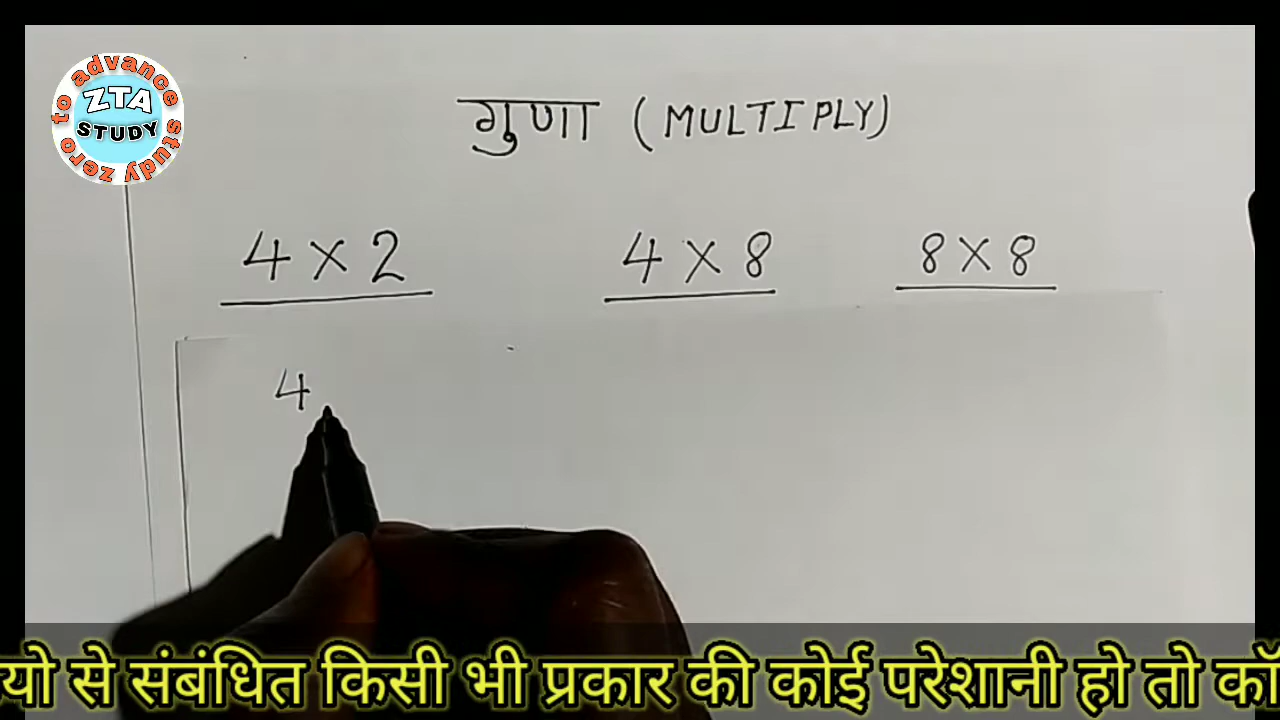 zero to advance study
ZTA
STUDY
गुणा (MULTIPLY)
4 × 2 4 × 8 8 × 8
4
से संबंधित किसी भी प्रकार की कोई परेशानी हो तो